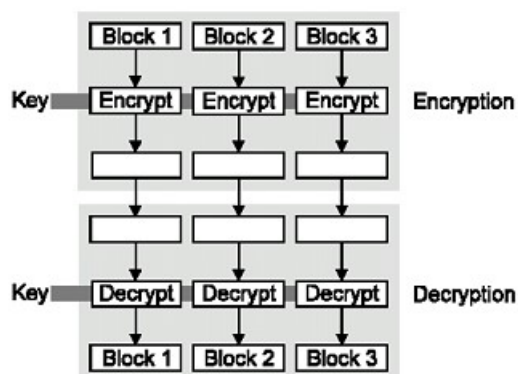 Block 1 Block 2 Block 3
Key Encrypt Encrypt Encrypt Encryption
Key Decrypt Decrypt Decrypt Decryption
Block 1 Block 2 Block 3